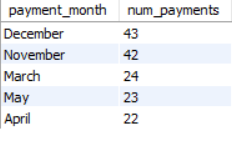 payment_month num_payments
December 43
November 42
March 24
May 23
April 22